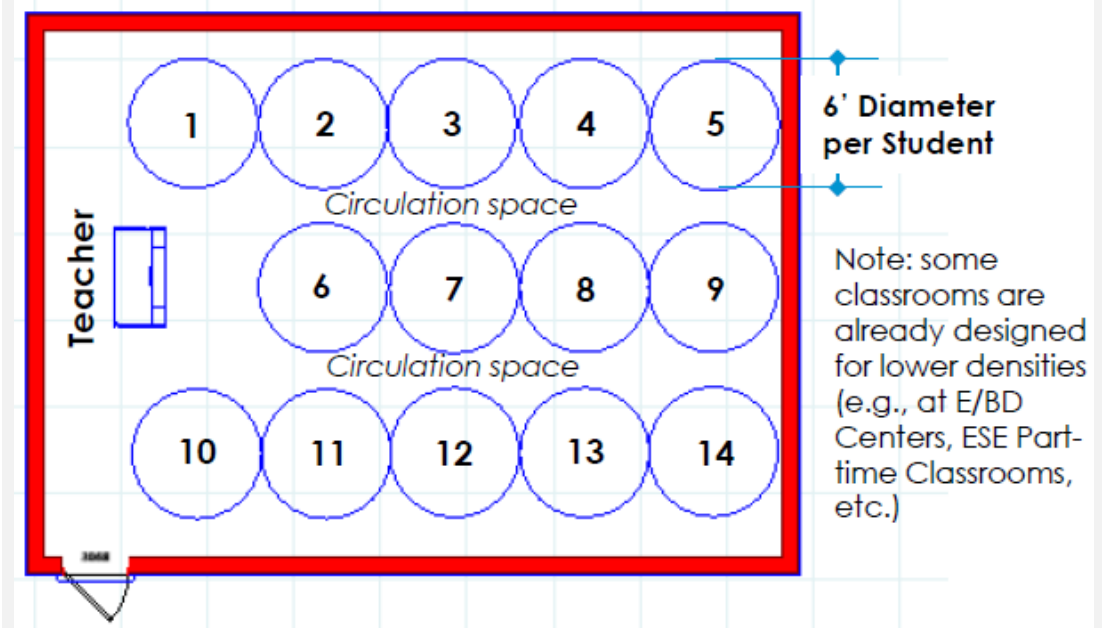 1
2
3
4
5
6' Diameter
per Student
Circulation space
Teacher
6
7
8
9
Circulation space
10
11
12
13
14
3068
Note: some
classrooms are
already designed
for lower densities
(e.g., at E/BD
Centers, ESE Part-
time Classrooms,
etc.)